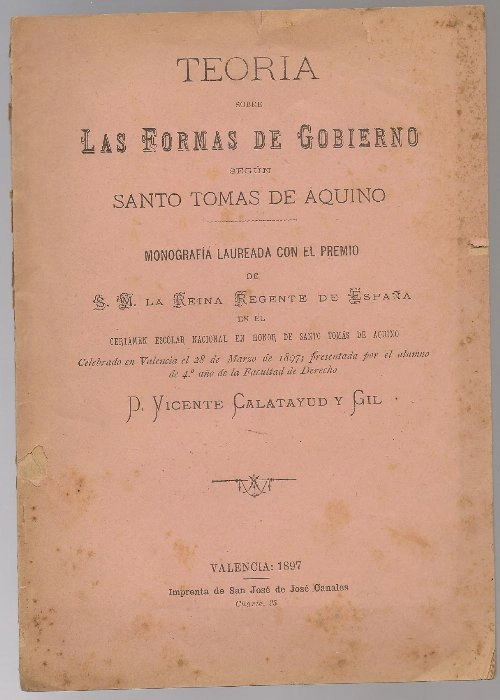 TEORIA
SOBRE
LAS FORMAS DE GOBIERNO
SEGÚN
SANTO TOMAS DE AQUINO
MONOGRAFÍA LAUREADA CON EL PREMIO
DE
S. M. LA REINA REGENTE DE ESPAÑA
EN EL
CERTAMEN ESCOLAR NACIONAL EN HONOR DE SANTO TOMÁS DE AQUINO
Celebrado en Valencia el 28 de Marzo de 1897; presentada por el alumno
de 4.º año de la Facultad de Derecho
D. VICENTE CALATAYUD Y GIL
VALENCIA: 1897
Imprenta de San José de José Canales
Cuarte, 25